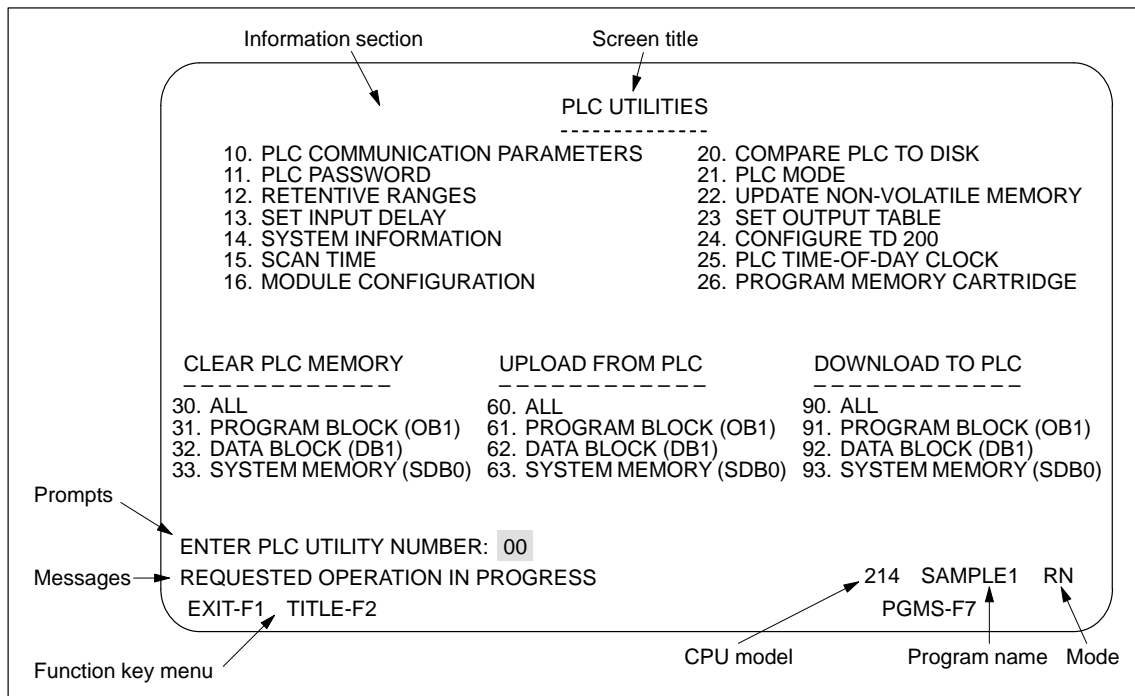 Information section
Screen title
PLC UTILITIES
10. PLC COMMUNICATION PARAMETERS
11. PLC PASSWORD
12. RETENTIVE RANGES
13. SET INPUT DELAY
14. SYSTEM INFORMATION
15. SCAN TIME
16. MODULE CONFIGURATION
20. COMPARE PLC TO DISK
21. PLC MODE
22. UPDATE NON-VOLATILE MEMORY
23 SET OUTPUT TABLE
24. CONFIGURE TD 200
25. PLC TIME-OF-DAY CLOCK
26. PROGRAM MEMORY CARTRIDGE
CLEAR PLC MEMORY
30. ALL
31. PROGRAM BLOCK (OB1)
32. DATA BLOCK (DB1)
33. SYSTEM MEMORY (SDB0)
UPLOAD FROM PLC
60. ALL
61. PROGRAM BLOCK (OB1)
62. DATA BLOCK (DB1)
63. SYSTEM MEMORY (SDB0)
DOWNLOAD TO PLC
90. ALL
91. PROGRAM BLOCK (OB1)
92. DATA BLOCK (DB1)
93. SYSTEM MEMORY (SDB0)
Prompts
ENTER PLC UTILITY NUMBER: 00
Messages
REQUESTED OPERATION IN PROGRESS
214 SAMPLE1 RN
EXIT-F1 TITLE-F2
PGMS-F7
Function key menu
CPU model
Program name
Mode